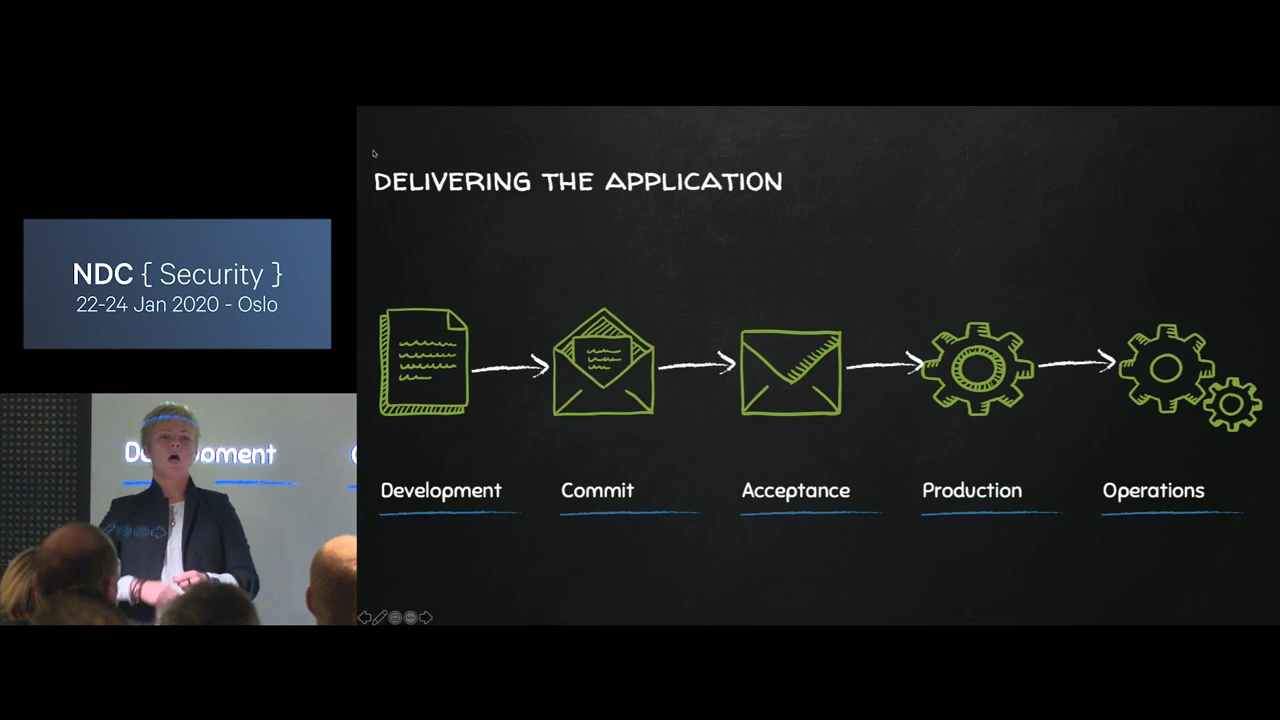 NDC { Security }
22-24 Jan 2020 - Oslo
DELIVERING THE APPLICATION
Development
Commit
Acceptance
Production
Operations